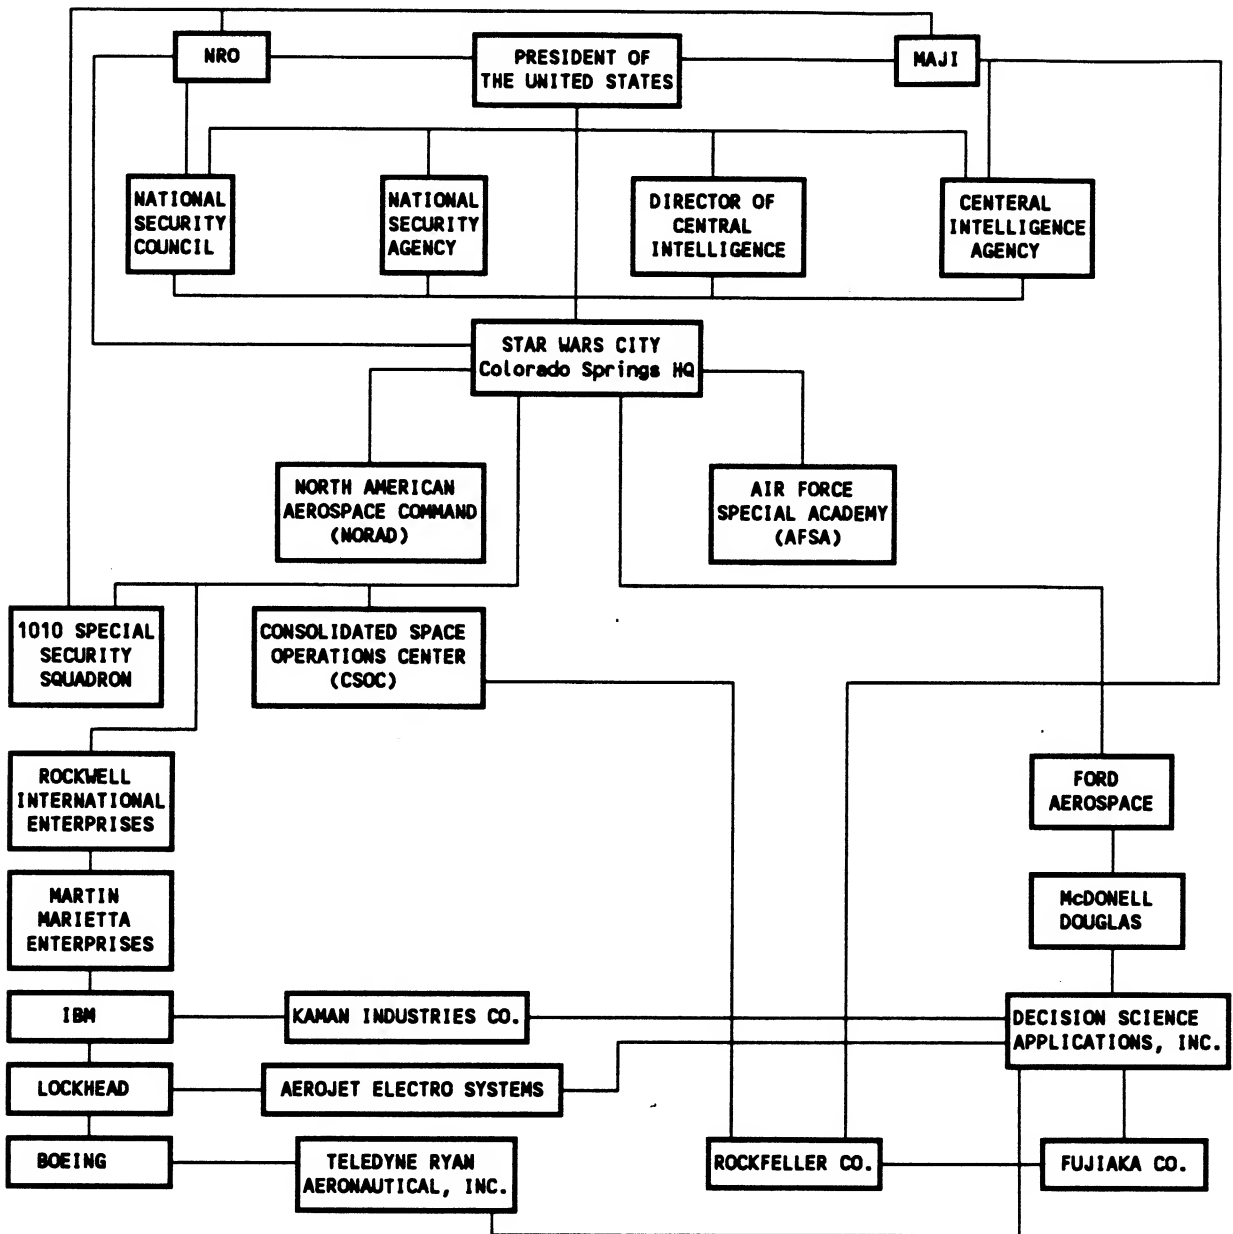 NRO
PRESIDENT OF
THE UNITED STATES
MAJI
NATIONAL
SECURITY
COUNCIL
NATIONAL
SECURITY
AGENCY
DIRECTOR OF
CENTRAL
INTELLIGENCE
CENTERAL
INTELLIGENCE
AGENCY
STAR WARS CITY
Colorado Springs HQ
NORTH AMERICAN
AEROSPACE COMMAND
(NORAD)
AIR FORCE
SPECIAL ACADEMY
(AFSA)
1010 SPECIAL
SECURITY
SQUADRON
CONSOLIDATED SPACE
OPERATIONS CENTER
(CSOC)
ROCKWELL
INTERNATIONAL
ENTERPRISES
FORD
AEROSPACE
MARTIN
MARIETTA
ENTERPRISES
McDONELL
DOUGLAS
IBM
KAMAN INDUSTRIES CO.
DECISION SCIENCE
APPLICATIONS, INC.
LOCKHEAD
AEROJET ELECTRO SYSTEMS
BOEING
TELEDYNE RYAN
AERONAUTICAL, INC.
ROCKFELLER CO.
FUJIAKA CO.